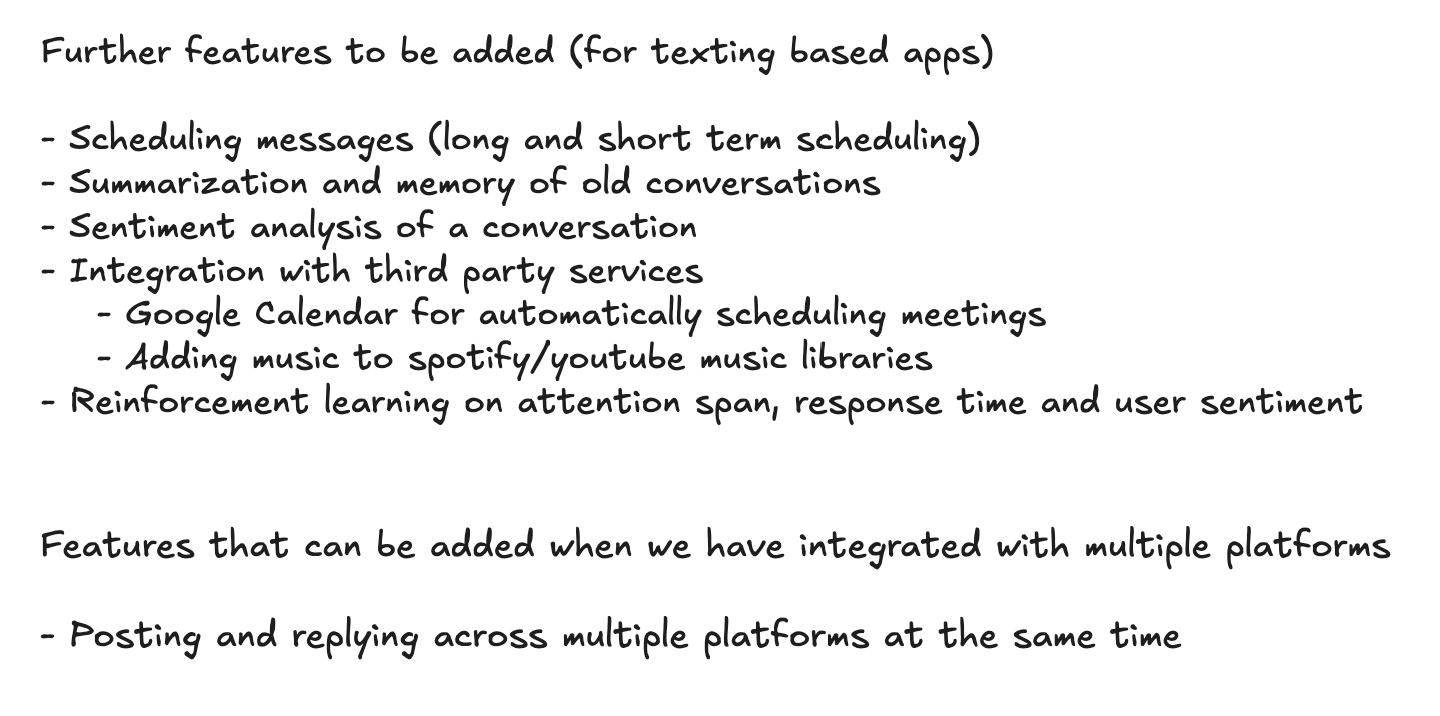 Further features to be added (for texting based apps)
- Scheduling messages (long and short term scheduling)
- Summarization and memory of old conversations
- Sentiment analysis of a conversation
- Integration with third party services
- Google Calendar for automatically scheduling meetings
- Adding music to spotify/youtube music libraries
- Reinforcement learning on attention span, response time and user sentiment
Features that can be added when we have integrated with multiple platforms
- Posting and replying across multiple platforms at the same time